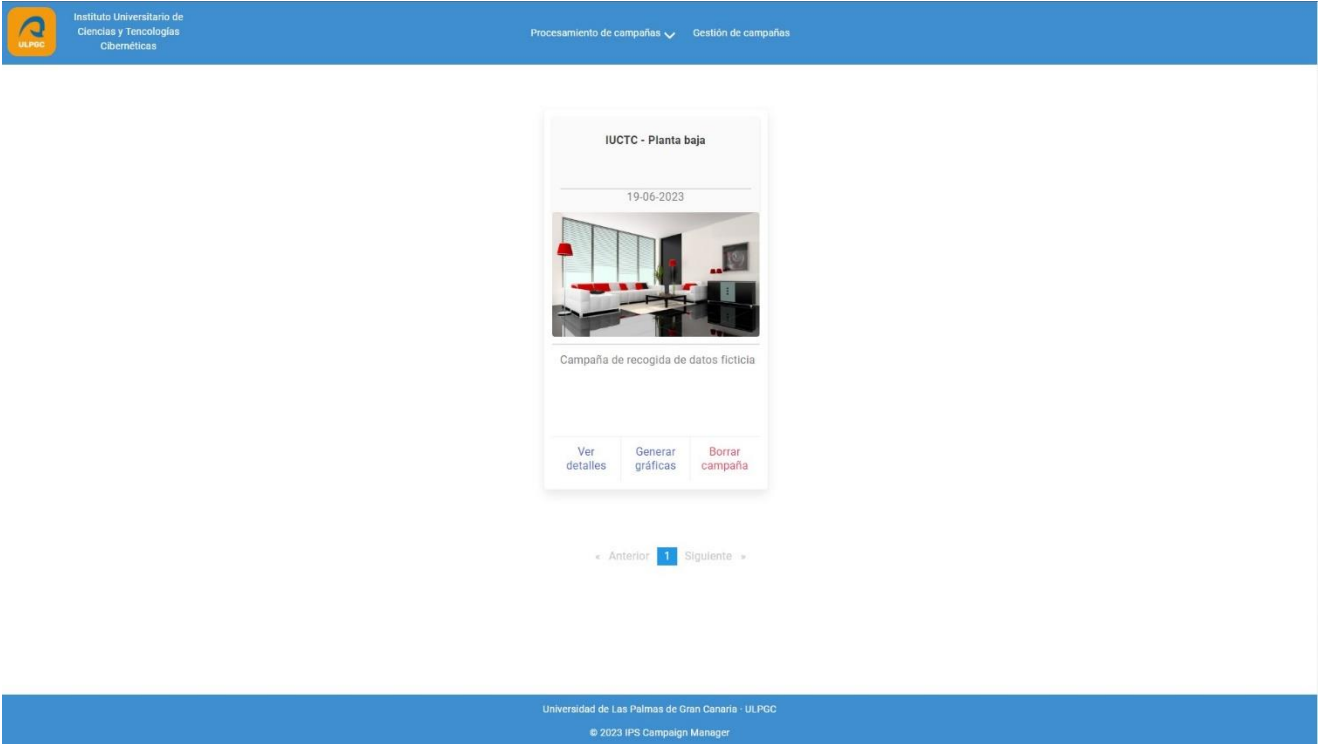 ULPGC
Instituto Universitario de
Ciencias y Tencologías
Cibernéticas
Procesamiento de campañas
Gestión de campañas
IUCTC - Planta baja
19-06-2023
Campaña de recogida de datos ficticia
Ver
detalles
Generar
gráficas
Borrar
campaña
« Anterior 1 Siguiente »
Universidad de Las Palmas de Gran Canaria - ULPGC
© 2023 IPS Campaign Manager